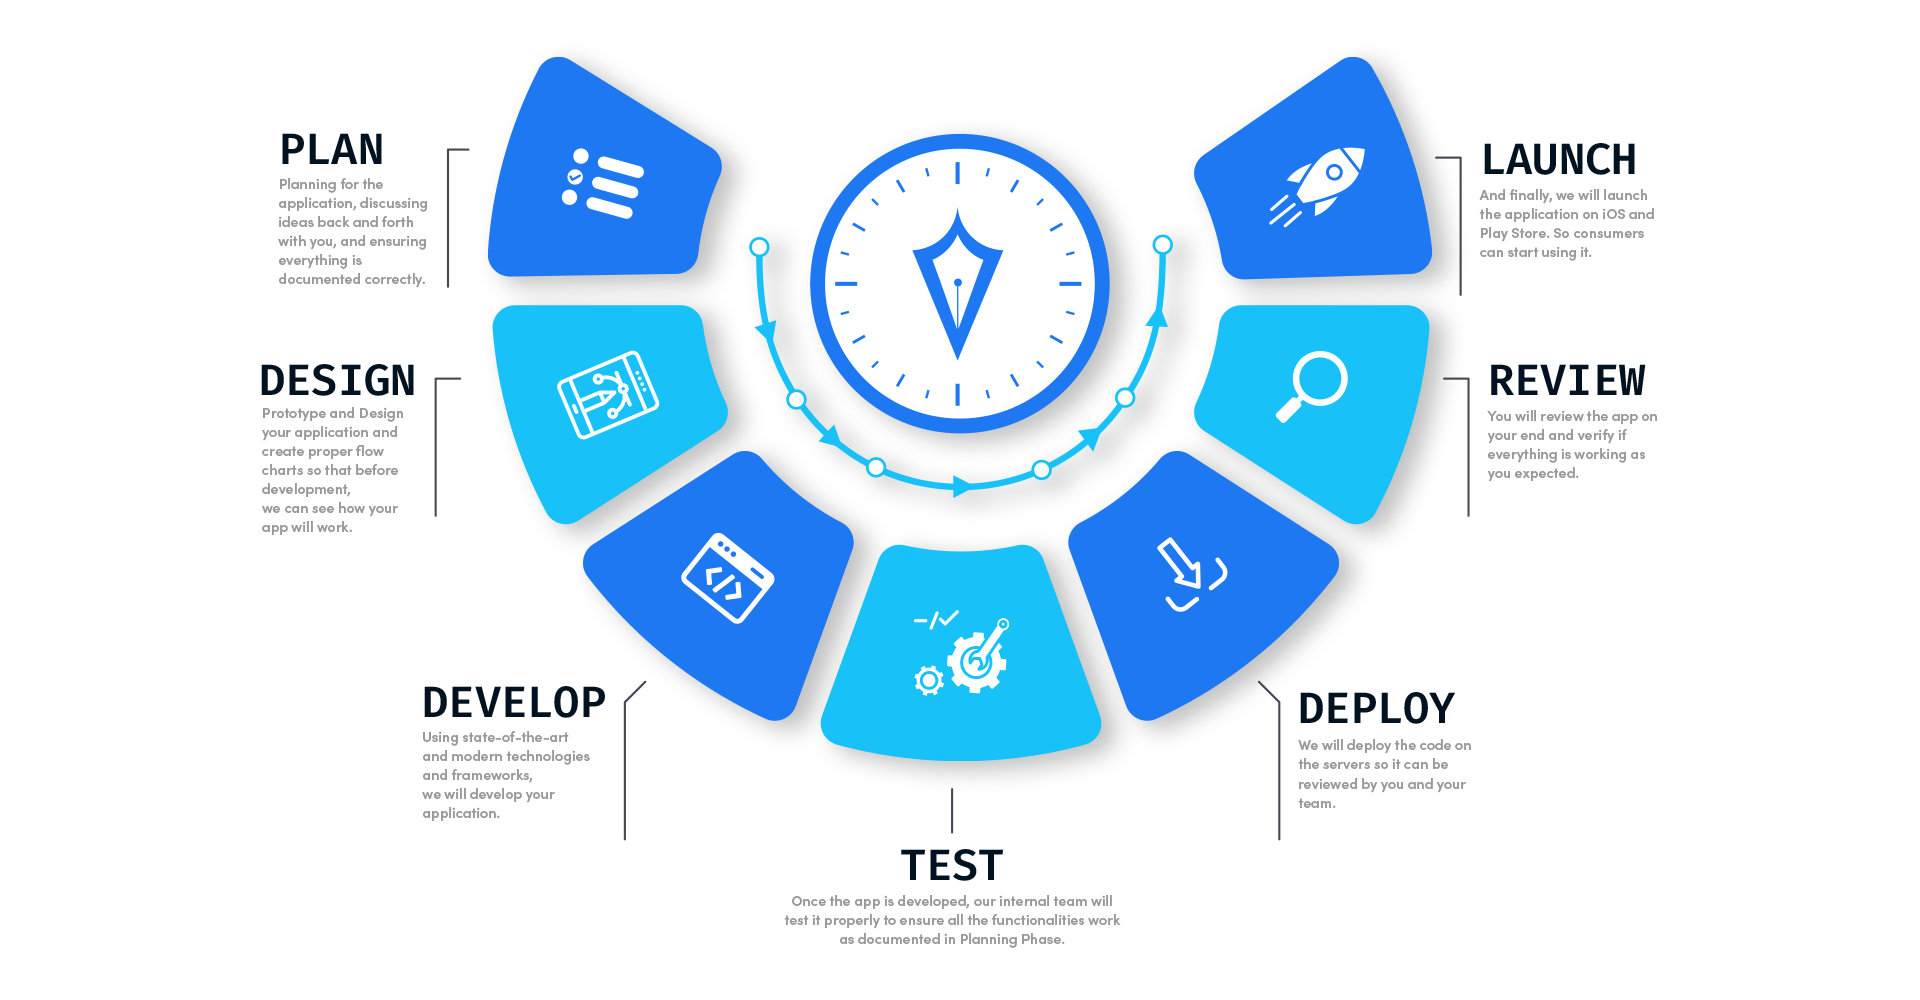 PLAN
Planning for the
application, discussing
ideas back and forth
with you, and ensuring
everything is
documented correctly.
DESIGN
Prototype and Design
your application and
create proper flow
charts so that before
development,
we can see how your
app will work.
DEVELOP
Using state-of-the-art
and modern technologies
and frameworks,
we will develop your
application.
TEST
Once the app is developed, our internal team will
test it properly to ensure all the functionalities work
as documented in Planning Phase.
DEPLOY
We will deploy the code on
the servers so it can be
reviewed by you and your
team.
REVIEW
You will review the app on
your end and verify if
everything is working as
you expected.
LAUNCH
And finally, we will launch
the application on iOS and
Play Store. So consumers
can start using it.